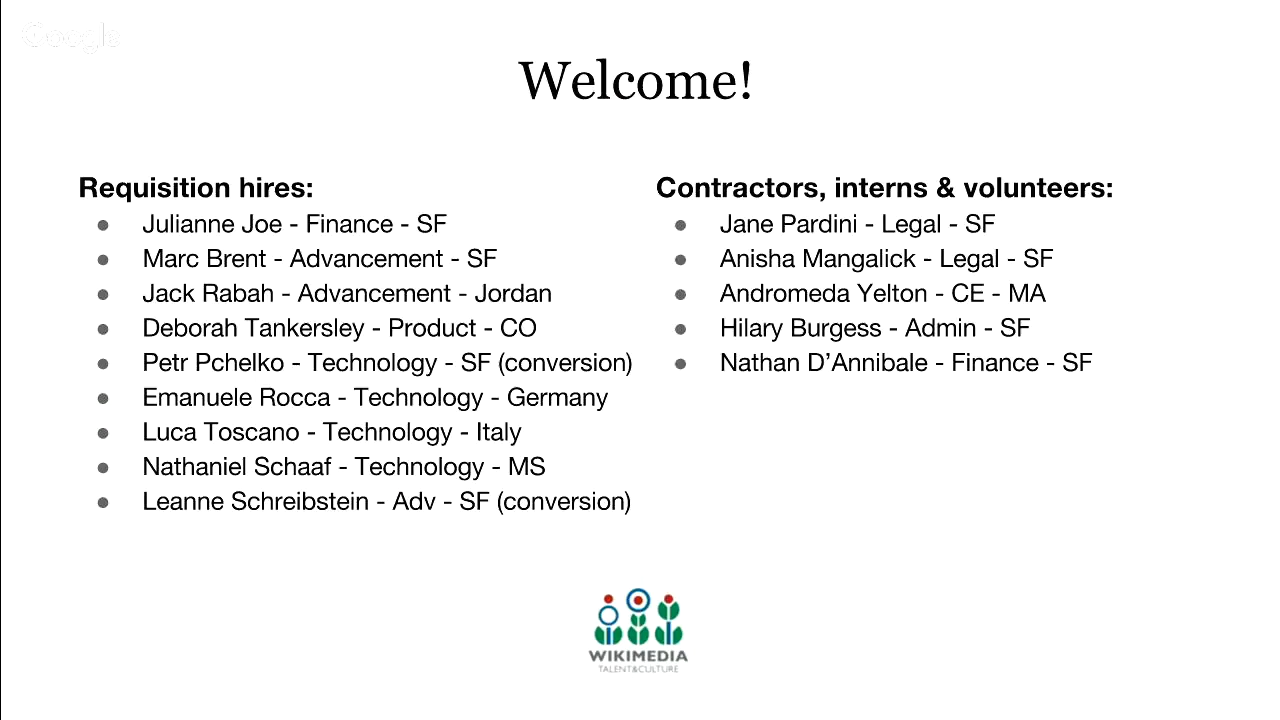 Google
Welcome!
Requisition hires:
● Julianne Joe - Finance - SF
● Marc Brent - Advancement - SF
● Jack Rabah - Advancement - Jordan
● Deborah Tankersley - Product - CO
● Petr Pchelko - Technology - SF (conversion)
● Emanuele Rocca - Technology - Germany
● Luca Toscano - Technology - Italy
● Nathaniel Schaaf - Technology - MS
● Leanne Schreibstein - Adv - SF (conversion)
Contractors, interns & volunteers:
● Jane Pardini - Legal - SF
● Anisha Mangalick - Legal - SF
● Andromeda Yelton - CE - MA
● Hilary Burgess - Admin - SF
● Nathan D’Annibale - Finance - SF
WIKIMEDIA
TALENT&CULTURE